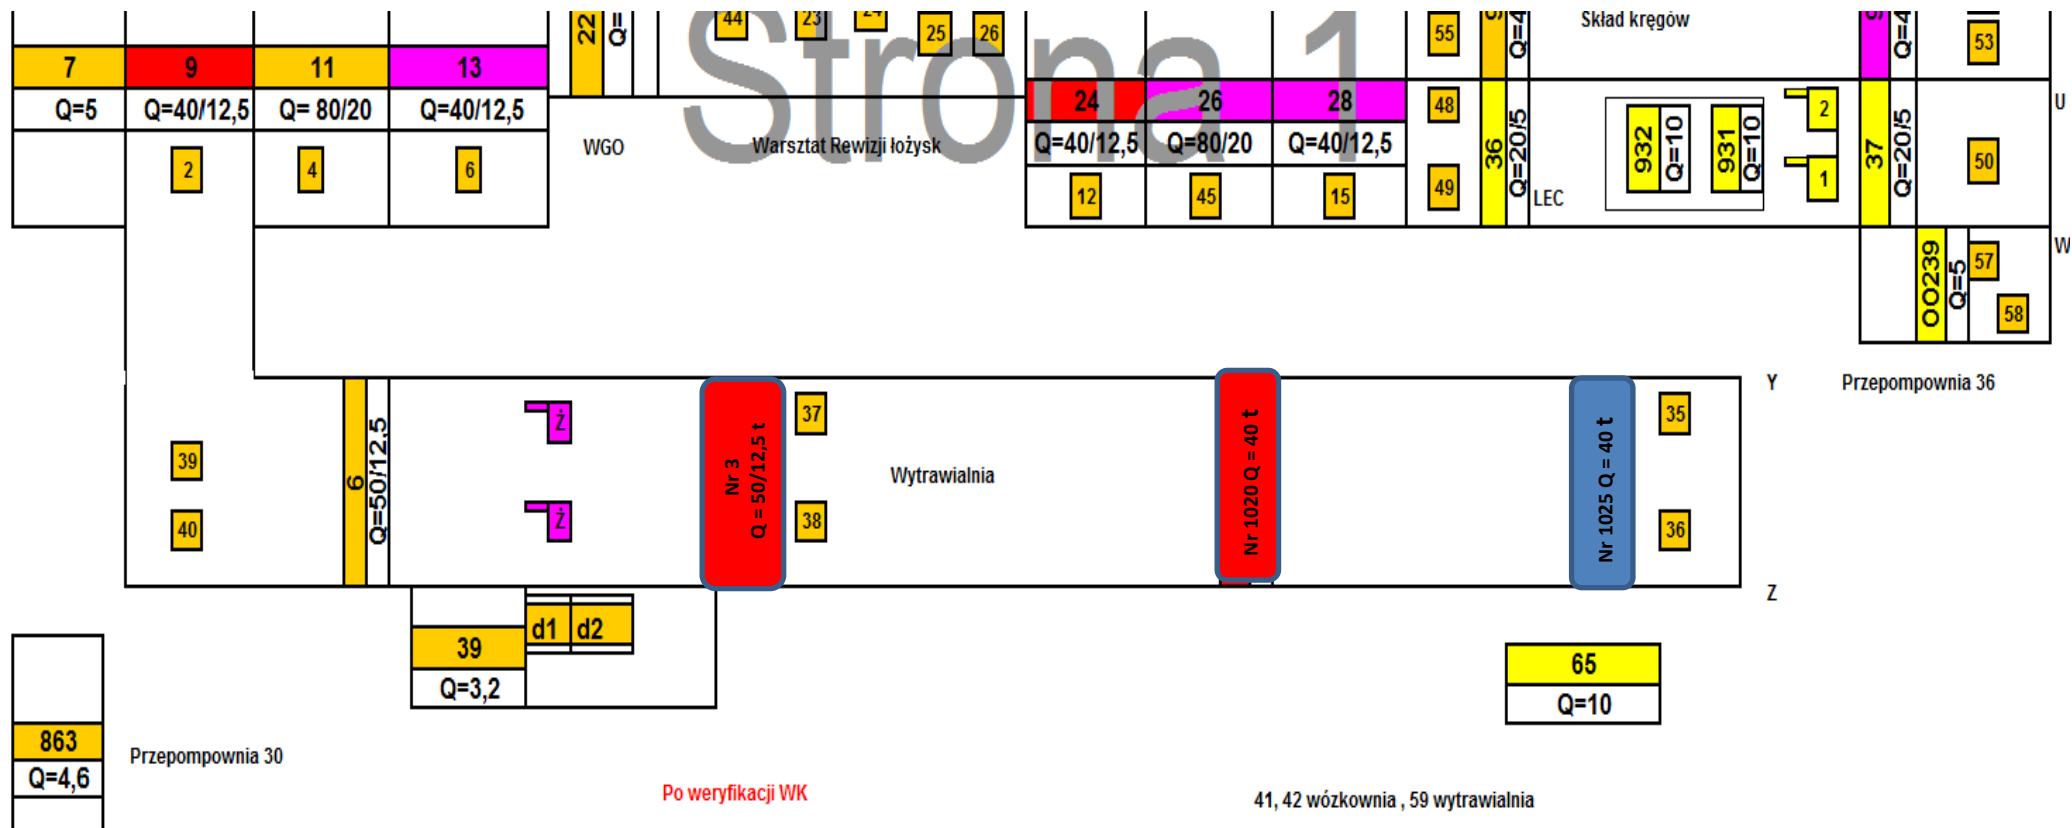 44
23
24
25
26
55
Skład kręgów
53
22
Q=
Strona 1
9
Q=4
9
Q=4
7
9
11
13
Q=5
Q=40/12,5
Q= 80/20
Q=40/12,5
2
4
6
WGO
Warsztat Rewizji łożysk
24
26
28
Q=40/12,5
Q=80/20
Q=40/12,5
12
45
15
48
49
36
Q=20/5
LEC
932
Q=10
931
Q=10
2
1
37
Q=20/5
50
U
W
OO239
Q=5
57
58
Y
Przepompownia 36
39
40
6
Q=50/12,5
Ż
Ż
Nr 3
Q = 50/12,5 t
37
38
Wytrawialnia
Nr 1020 Q = 40 t
Nr 1025 Q = 40 t
35
36
Z
39
Q=3,2
d1
d2
65
Q=10
863
Q=4,6
Przepompownia 30
Po weryfikacji WK
41, 42 wózkownia , 59 wytrawialnia